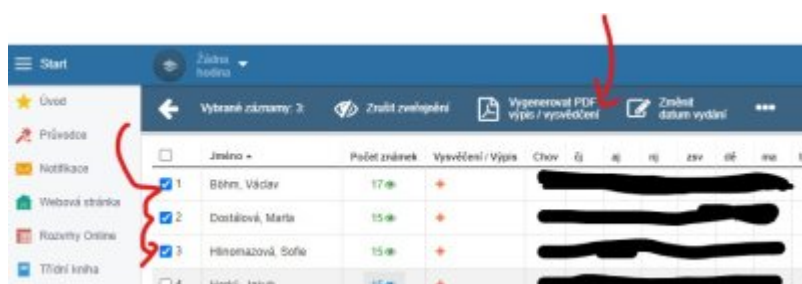 Start
Žádná
hodina
Úvod
Průvodce
Notifikace
Webová stránka
Rozvrhy Online
Třídní kniha
Vybrané záznamy: 3:
Zrušit zveřejnění
Vygenerovat PDF
výpis / vysvědčení
Změnit
datum vydání
Jméno Počet známek Vysvěčení / Výpis Chov čj aj nj zsv dě ma
1 Böhm, Václav 17
2 Dostálová, Marta 15
3 Hlinomazová, Sofie 15
4